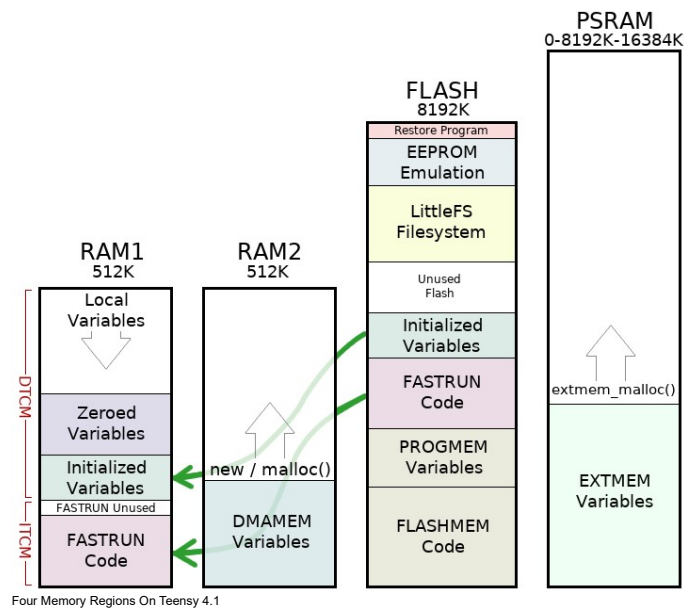 PSRAM
0-8192K-16384K
FLASH
8192K
Restore Program
EEPROM
Emulation
LittleFS
Filesystem
Unused
Flash
Initialized
Variables
FASTRUN
Code
PROGMEM
Variables
FLASHMEM
Code
RAM1
512K
Local
Variables
Zeroed
Variables
Initialized
Variables
FASTRUN Unused
FASTRUN
Code
DTCM
ITCM
RAM2
512K
new / malloc()
DMAMEM
Variables
extmem_malloc()
EXTMEM
Variables
Four Memory Regions On Teensy 4.1